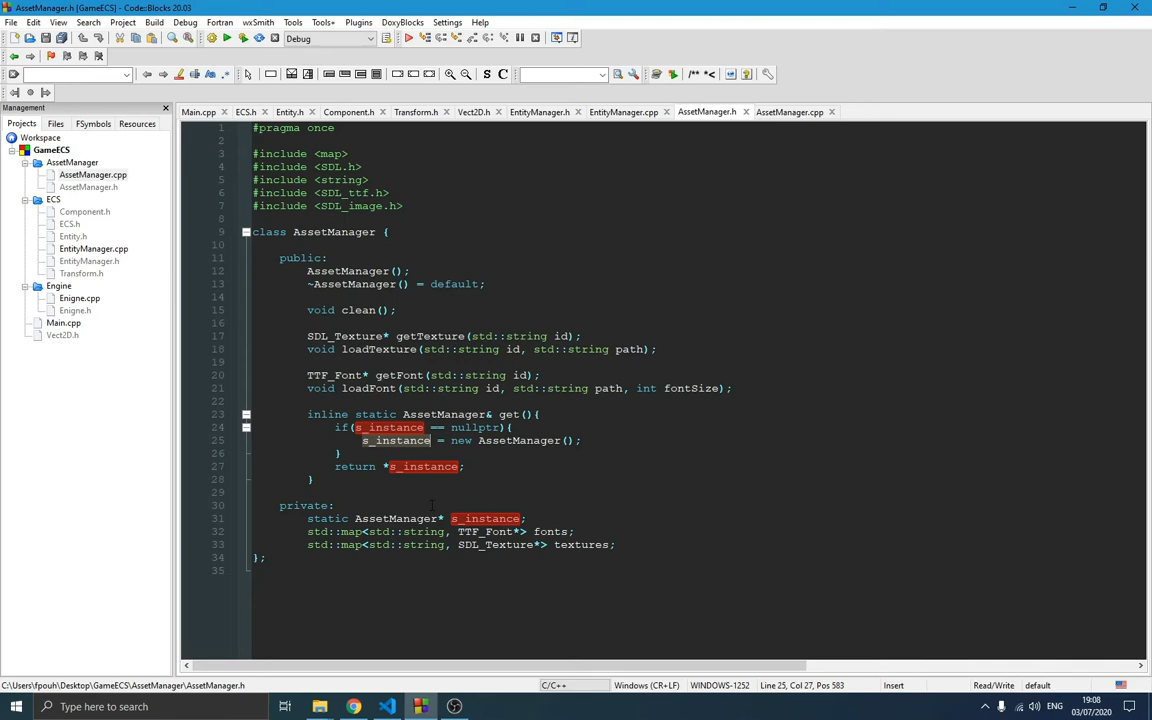 AssetManager.h [GameECS] - Code::Blocks 20.03
File Edit View Search Project Build Debug Fortran wxSmith Tools Tools+ Plugins DoxyBlocks Settings Help
Debug
S C
/** *<
Management
Projects Files FSymbols Resources
Workspace
GameECS
AssetManager
AssetManager.cpp
AssetManager.h
ECS
Component.h
ECS.h
Entity.h
EntityManager.cpp
EntityManager.h
Transform.h
Engine
Enigne.cpp
Enigne.h
Main.cpp
Vect2D.h
Main.cpp ECS.h Entity.h Component.h Transform.h Vect2D.h EntityManager.h EntityManager.cpp AssetManager.h AssetManager.cpp
1 #pragma once
2
3 #include <map>
4 #include <SDL.h>
5 #include <string>
6 #include <SDL_ttf.h>
7 #include <SDL_image.h>
8
9 class AssetManager {
10
11 public:
12 AssetManager();
13 ~AssetManager() = default;
14
15 void clean();
16
17 SDL_Texture* getTexture(std::string id);
18 void loadTexture(std::string id, std::string path);
19
20 TTF_Font* getFont(std::string id);
21 void loadFont(std::string id, std::string path, int fontSize);
22
23 inline static AssetManager& get(){
24 if(s_instance == nullptr){
25 s_instance = new AssetManager();
26 }
27 return *s_instance;
28 }
29
30 private:
31 static AssetManager* s_instance;
32 std::map<std::string, TTF_Font*> fonts;
33 std::map<std::string, SDL_Texture*> textures;
34 };
35
C:\Users\fpouh\Desktop\GameECS\AssetManager\AssetManager.h C/C++ Windows (CR+LF) WINDOWS-1252 Line 25, Col 27, Pos 583 Insert Read/Write default
Type here to search
ENG
19:08
03/07/2020